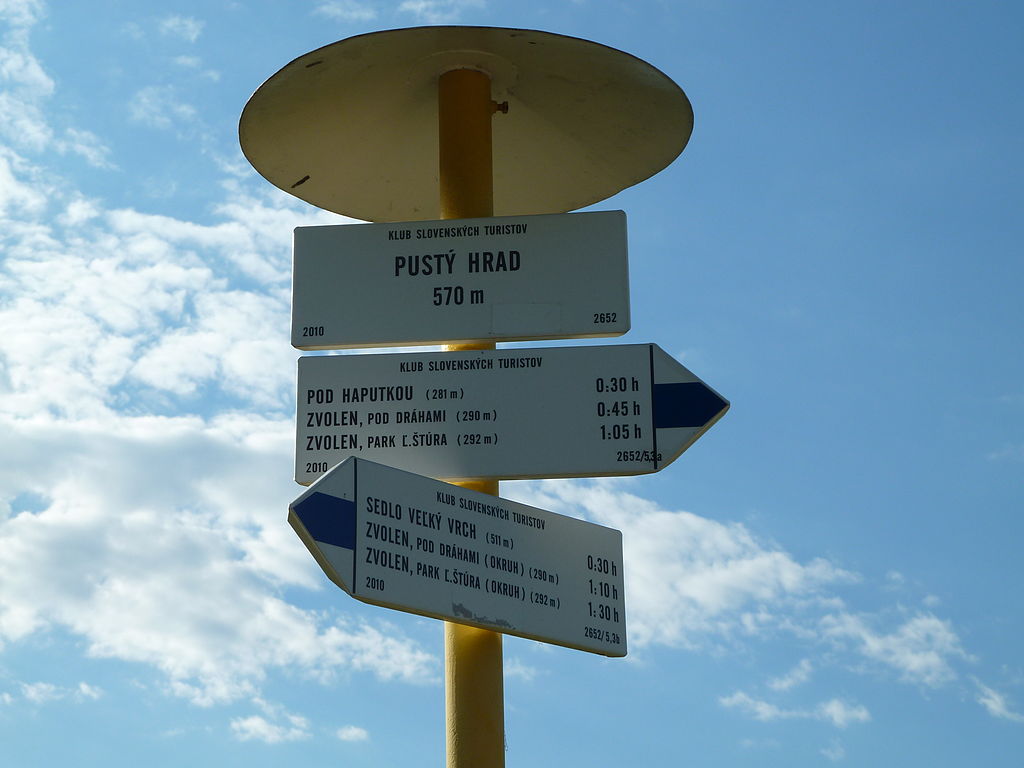 KLUB SLOVENSKÝCH TURISTOV
PUSTÝ HRAD
570 m
2010 2652
KLUB SLOVENSKÝCH TURISTOV
POD HAPUTKOU (281 m) 0:30 h
ZVOLEN, POD DRÁHAMI (290 m) 0:45 h
ZVOLEN, PARK Ľ.ŠTÚRA (292 m) 1:05 h
2010 2652/5,3a
KLUB SLOVENSKÝCH TURISTOV
SEDLO VEĽKÝ VRCH (511 m) 0:30 h
ZVOLEN, POD DRÁHAMI (OKRUH) (290 m) 1:10 h
ZVOLEN, PARK Ľ.ŠTÚRA (OKRUH) (292 m) 1:30 h
2010 2652/5,3b